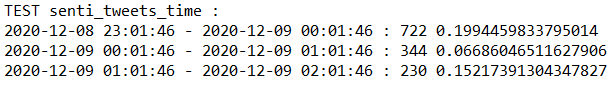 TEST senti_tweets_time :
2020-12-08 23:01:46 - 2020-12-09 00:01:46 : 722 0.1994459833795014
2020-12-09 00:01:46 - 2020-12-09 01:01:46 : 344 0.06686046511627906
2020-12-09 01:01:46 - 2020-12-09 02:01:46 : 230 0.15217391304347827